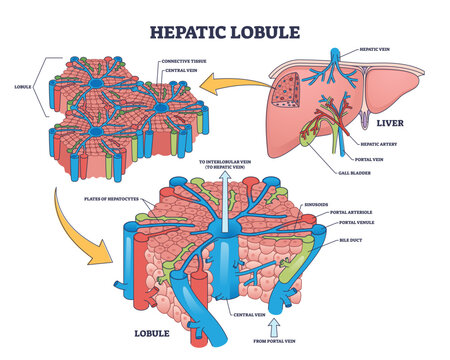 HEPATIC LOBULE
HEPATIC VEIN
CONNECTIVE TISSUE
CENTRAL VEIN
LOBULE
LIVER
HEPATIC ARTERY
PORTAL VEIN
GALL BLADDER
TO INTERLOBULAR VEIN
(TO HEPATIC VEIN)
PLATES OF HEPATOCYTES
SINUSOIDS
PORTAL ARTERIOLE
PORTAL VENULE
BILE DUCT
CENTRAL VEIN
LOBULE
FROM PORTAL VEIN